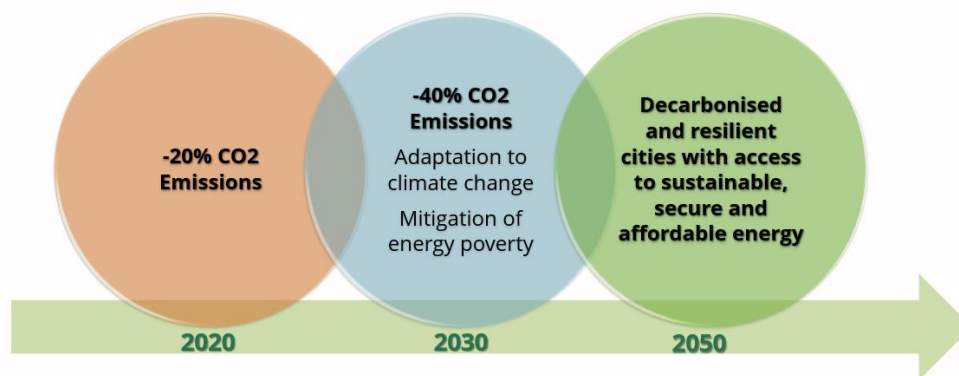 -20% CO2
Emissions
-40% CO2
Emissions
Adaptation to
climate change
Mitigation of
energy poverty
Decarbonised
and resilient
cities with access
to sustainable,
secure and
affordable energy
2020
2030
2050